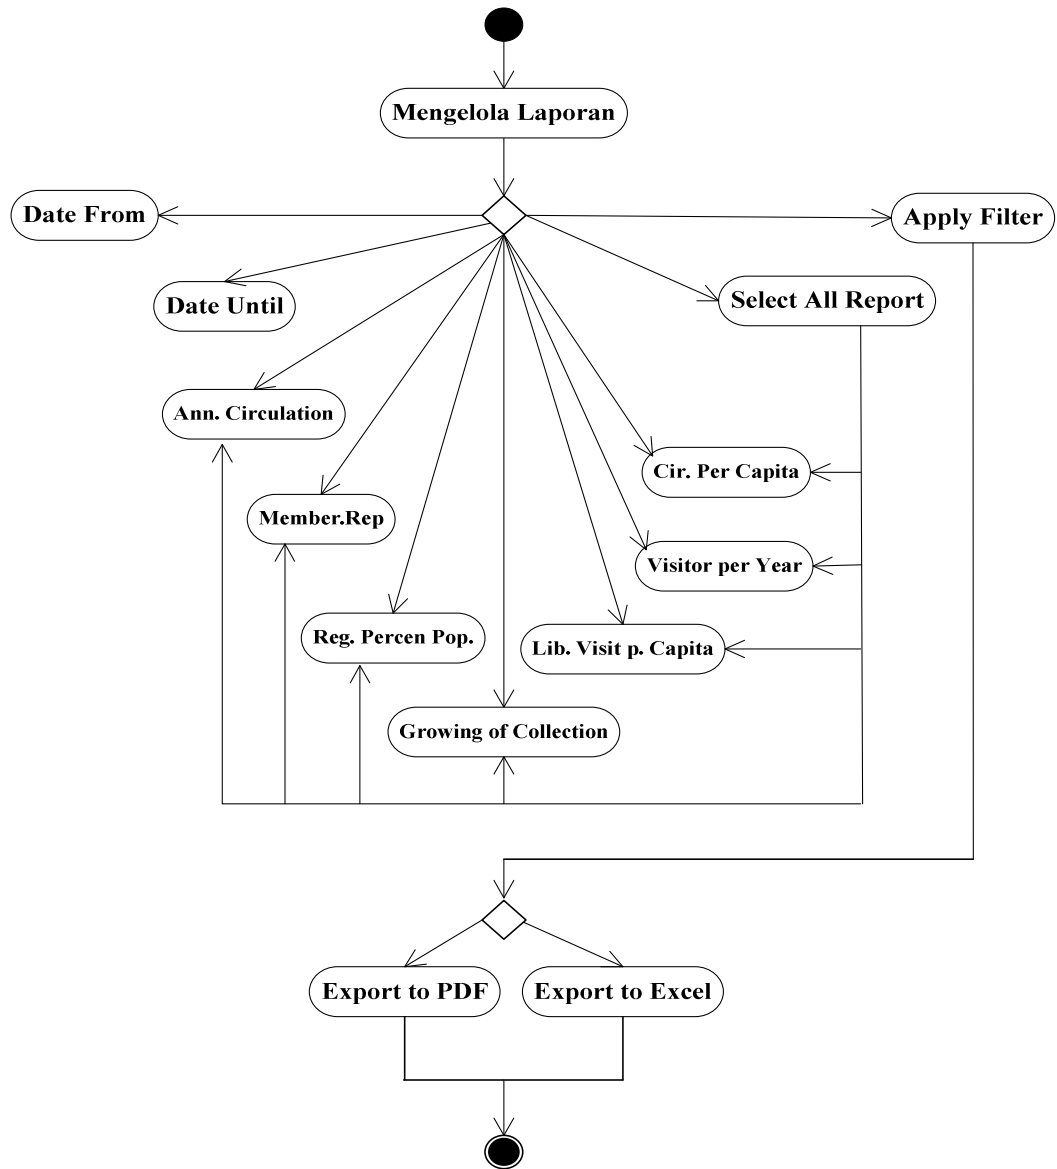 Mengelola Laporan
Date From
Apply Filter
Date Until
Select All Report
Ann. Circulation
Cir. Per Capita
Member.Rep
Visitor per Year
Reg. Percen Pop.
Lib. Visit p. Capita
Growing of Collection
Export to PDF
Export to Excel